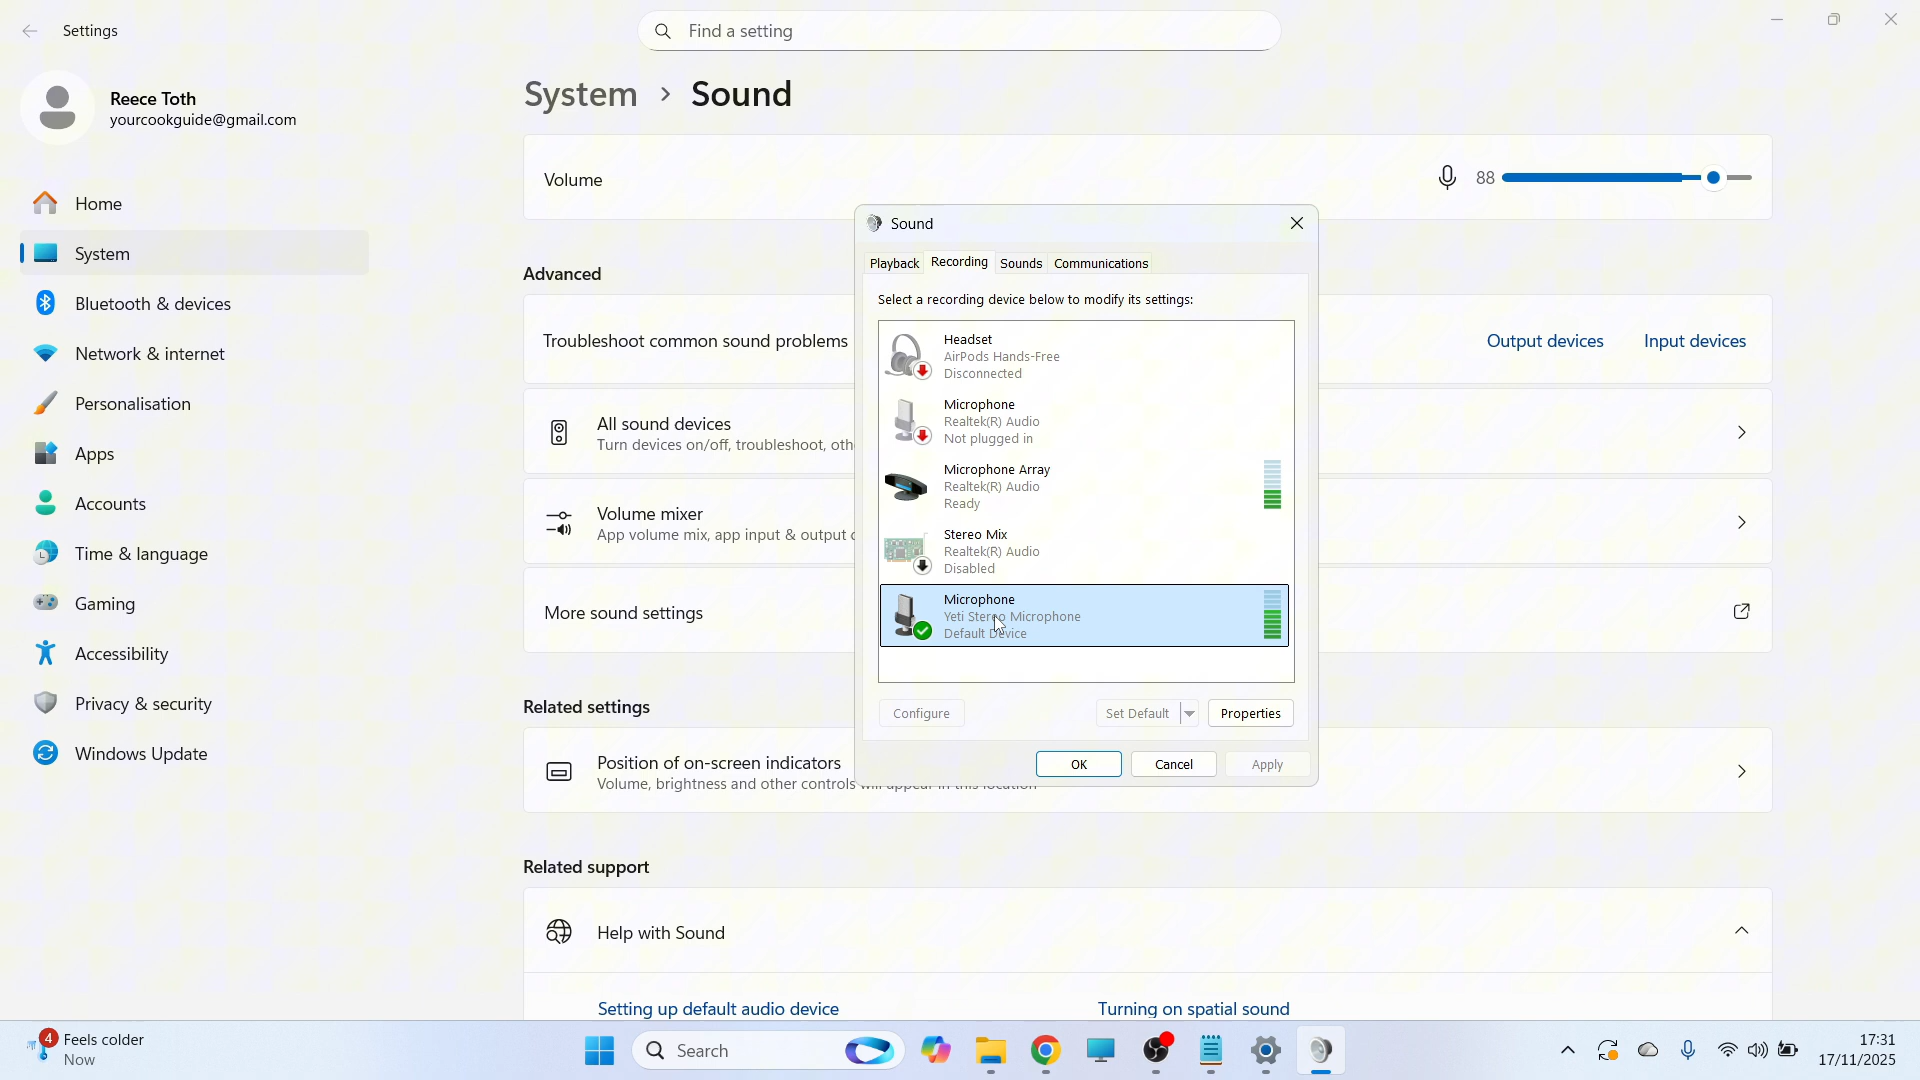 Settings
Find a setting
Reece Toth
yourcookguide@gmail.com
Home
System
Bluetooth & devices
Network & internet
Personalisation
Apps
Accounts
Time & language
Gaming
Accessibility
Privacy & security
Windows Update
System > Sound
Volume
88
Advanced
Troubleshoot common sound problems
Output devices
Input devices
All sound devices
Turn devices on/off, troubleshoot, oth
Volume mixer
App volume mix, app input & output
More sound settings
Related settings
Position of on-screen indicators
Volume, brightness and other controls will appear in this location
Related support
Help with Sound
Setting up default audio device
Turning on spatial sound
Sound
Playback
Recording
Sounds
Communications
Select a recording device below to modify its settings:
Headset
AirPods Hands-Free
Disconnected
Microphone
Realtek(R) Audio
Not plugged in
Microphone Array
Realtek(R) Audio
Ready
Stereo Mix
Realtek(R) Audio
Disabled
Microphone
Yeti Stereo Microphone
Default Device
Configure
Set Default
Properties
OK
Cancel
Apply
4
Feels colder
Now
Search
17:31
17/11/2025